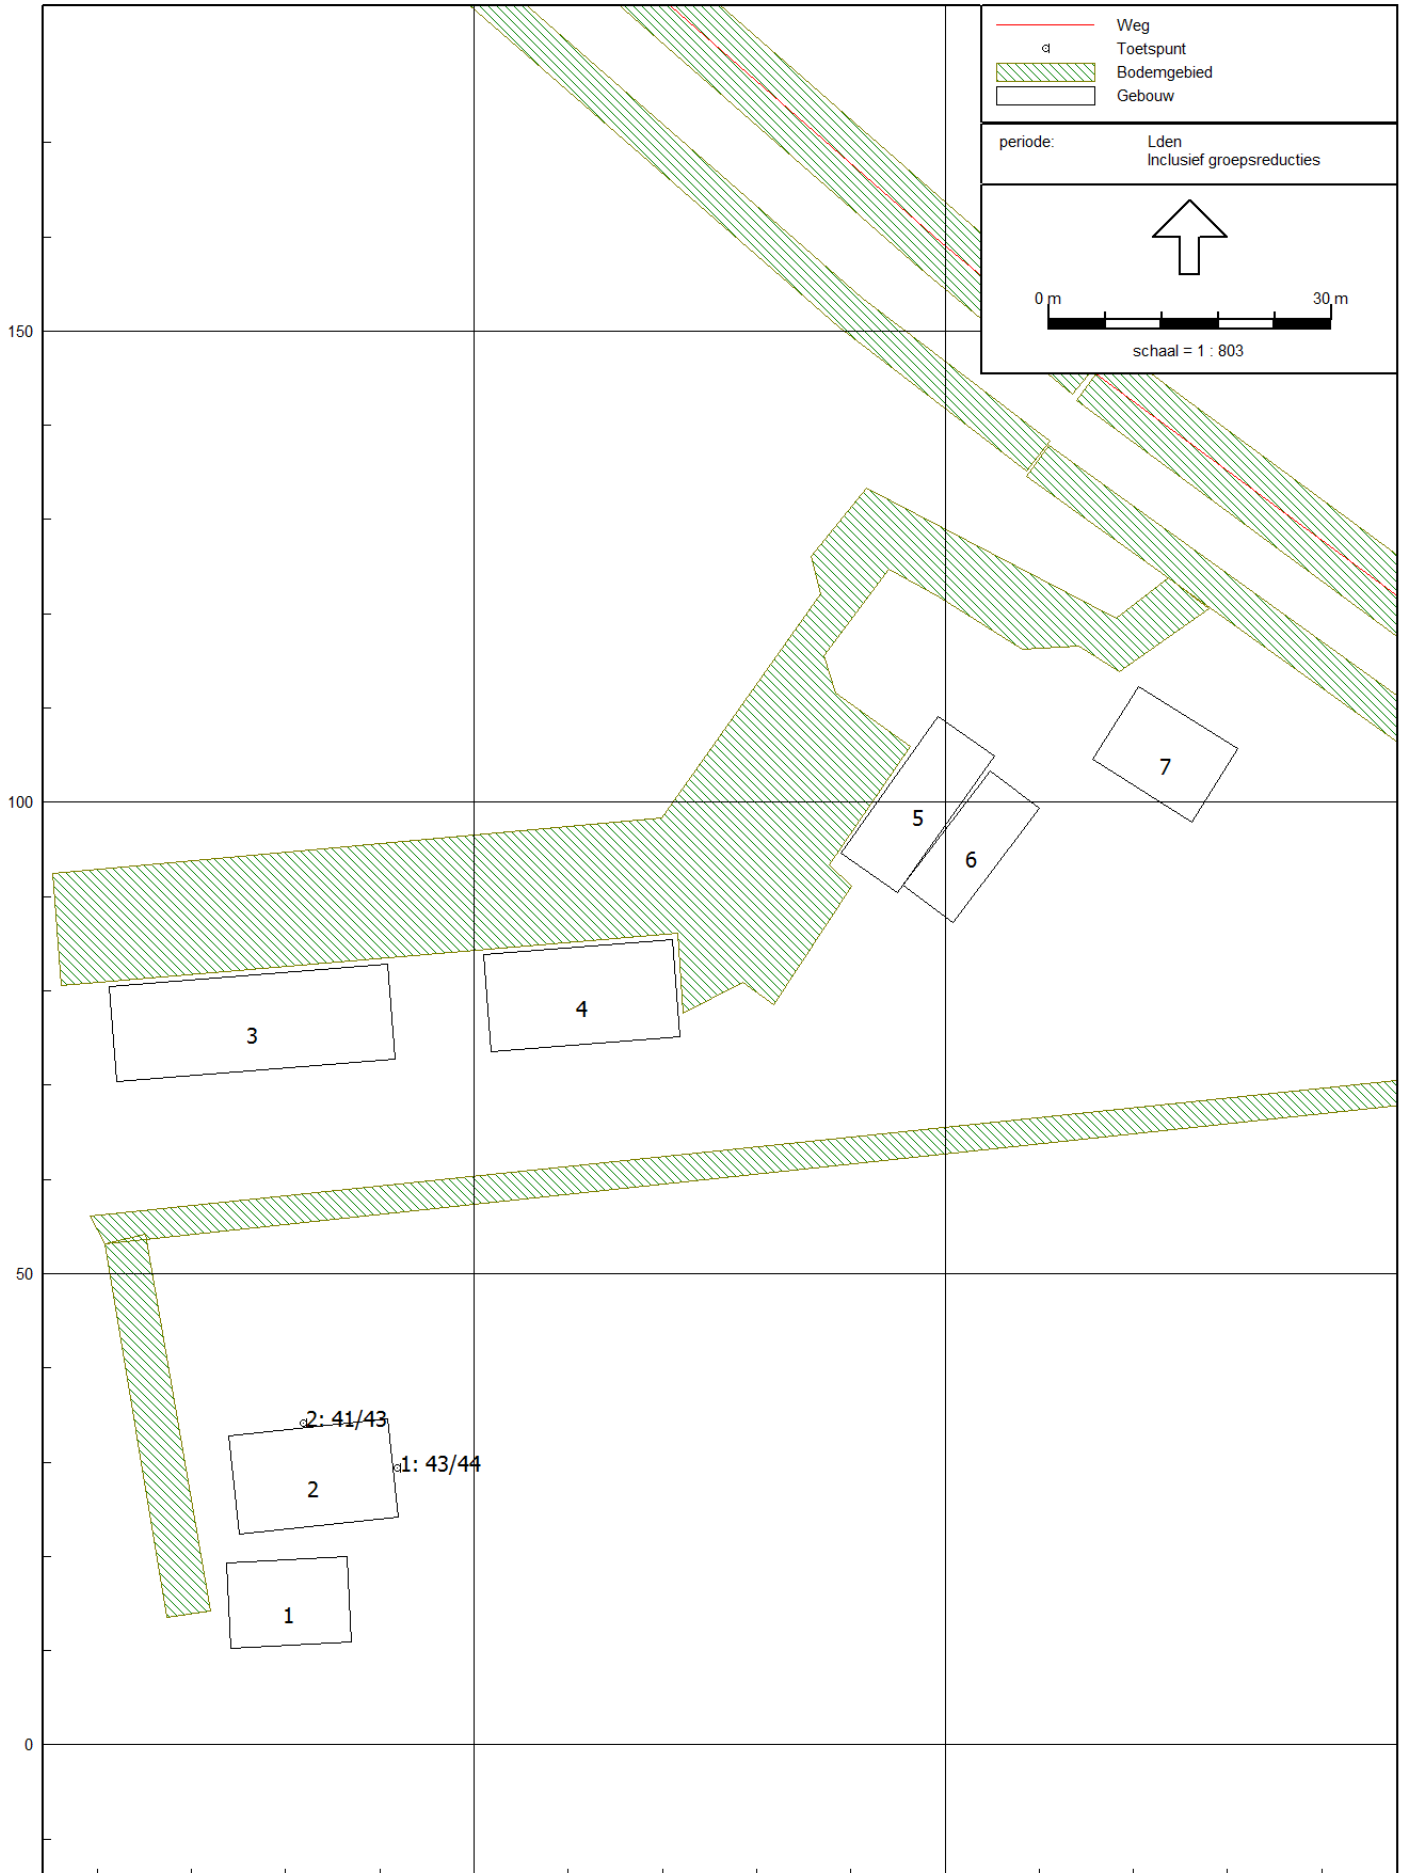 Weg
Toetspunt
Bodemgebied
Gebouw
periode: Lden
Inclusief groepsreducties
0 m 30 m
schaal = 1 : 803
150
100
50
0
7
5
6
4
3
2: 41/43
1: 43/44
2
1